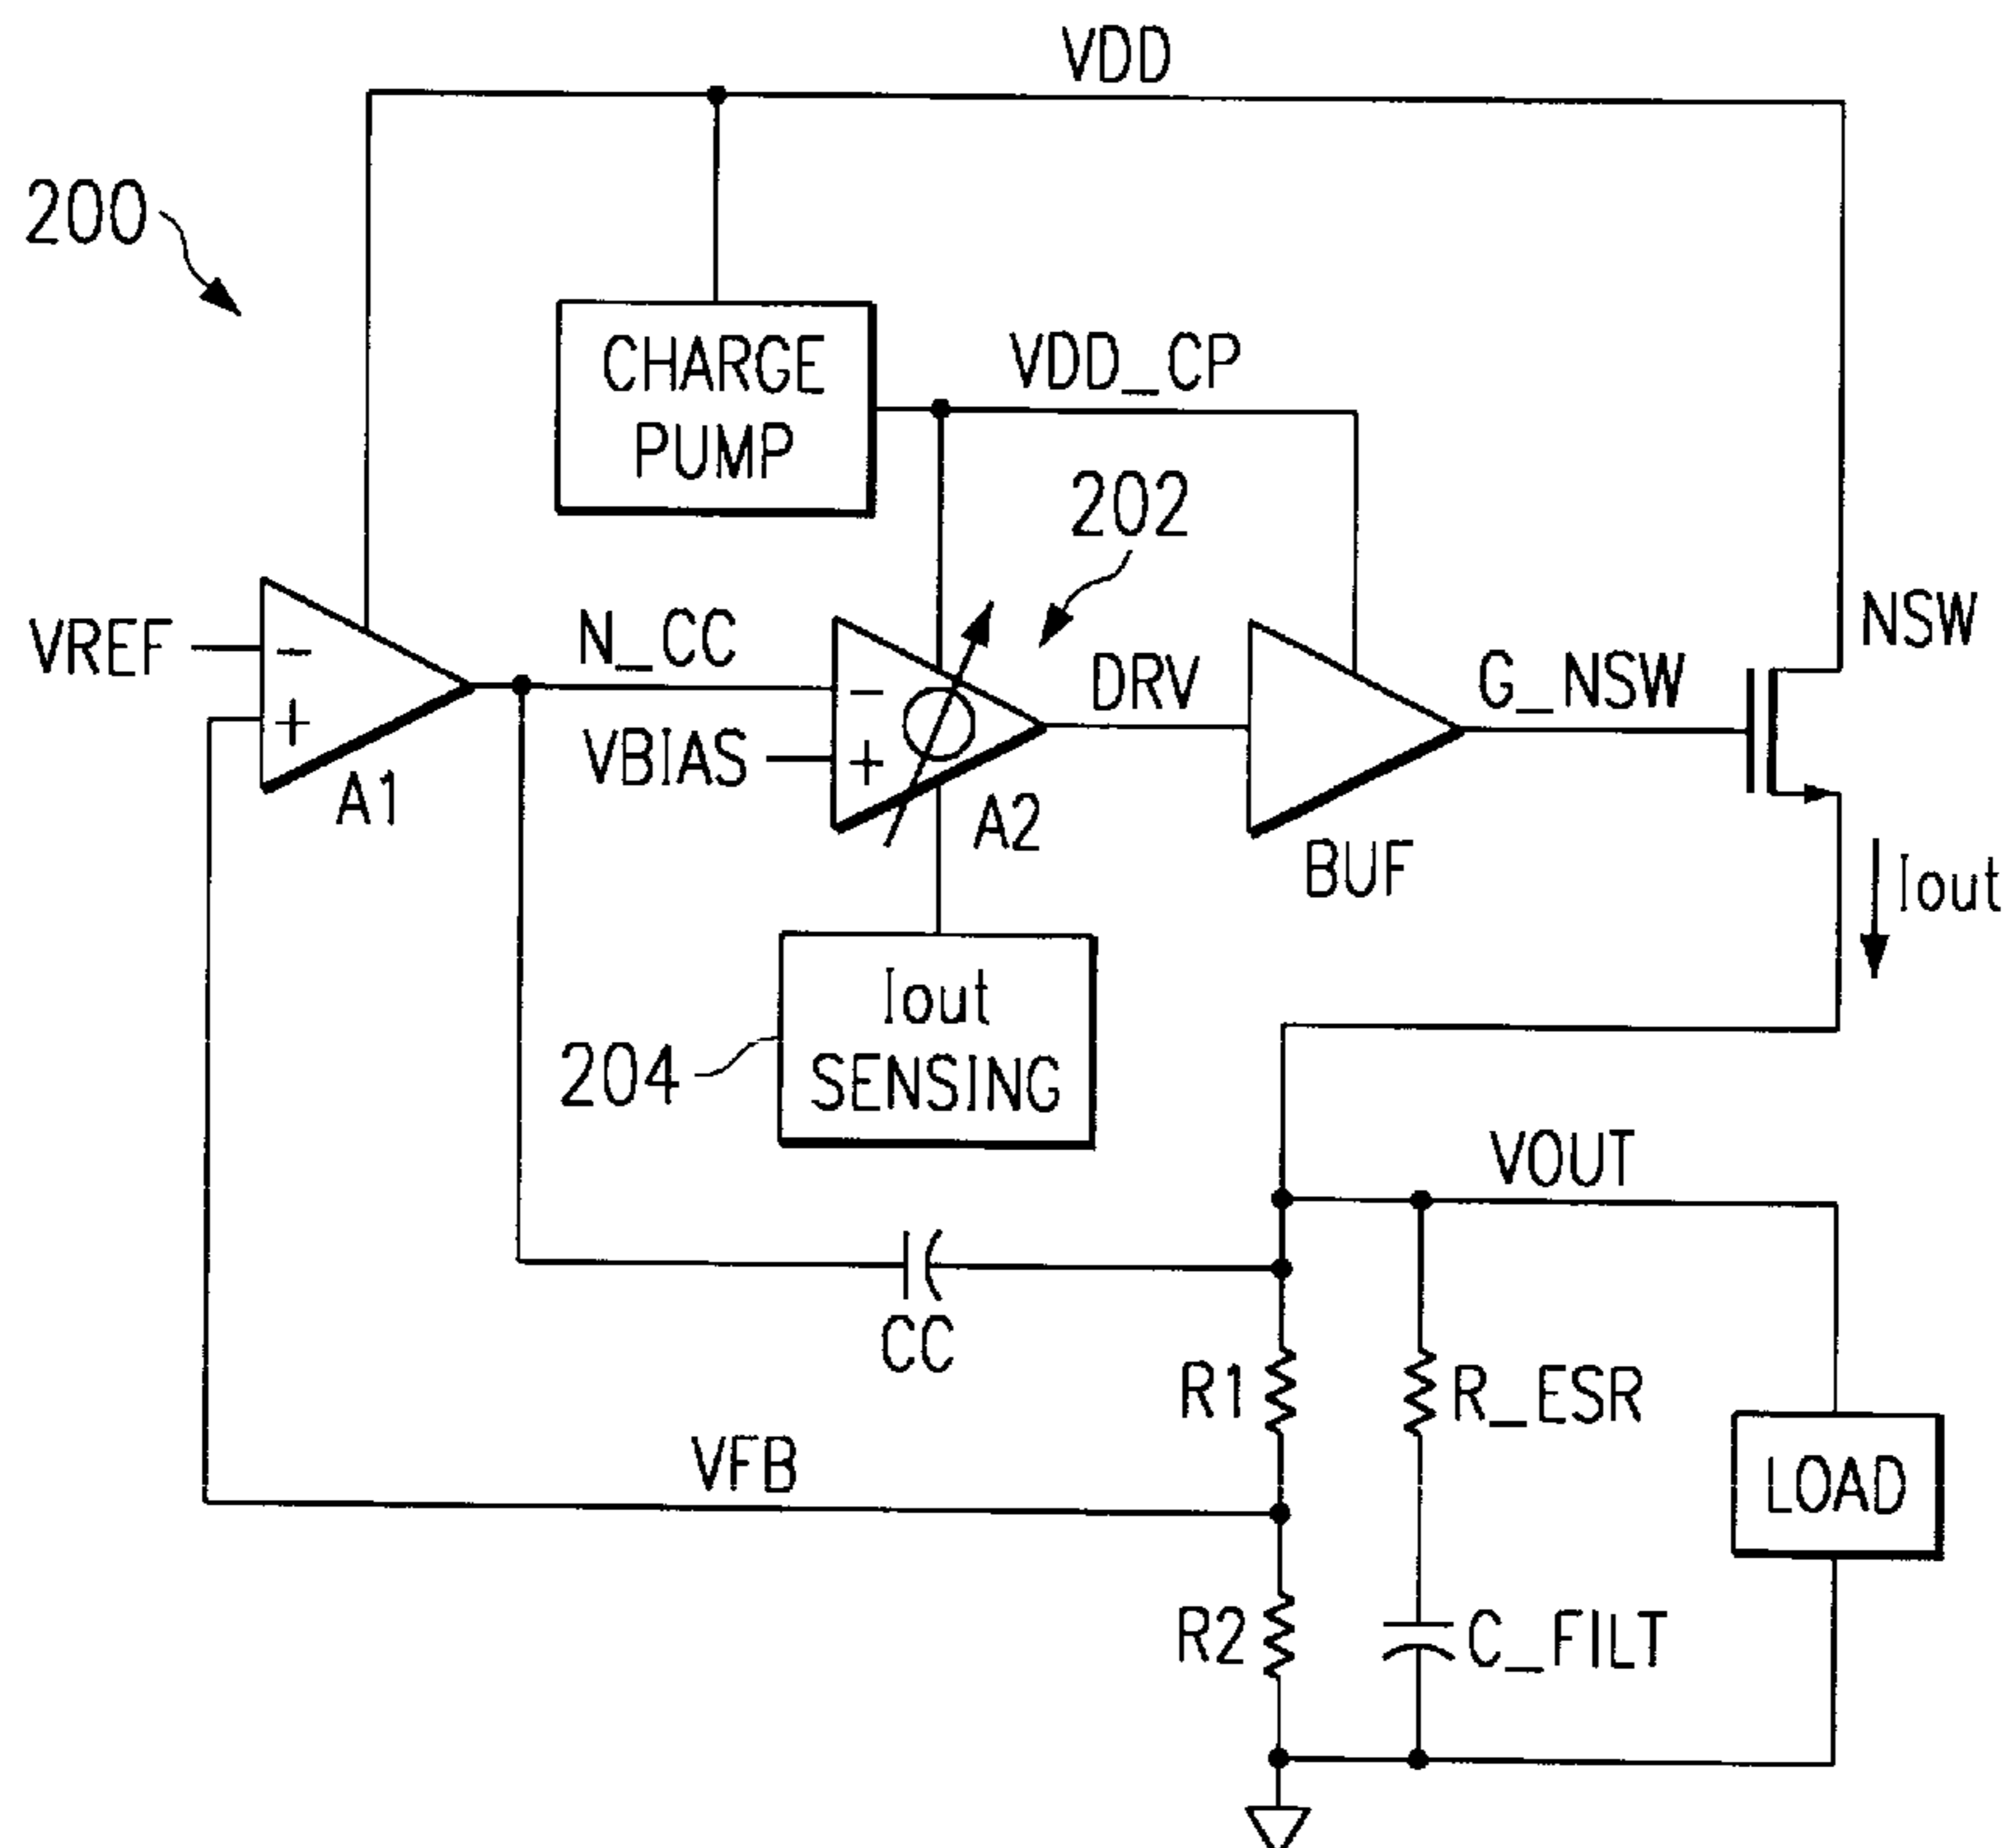 VDD
200
CHARGE
PUMP
VDD_CP
202
VREF
−
+
A1
N_CC
VBIAS
−
+
A2
DRV
BUF
G_NSW
NSW
Iout
Iout
SENSING
204
VOUT
CC
R1
R_ESR
LOAD
VFB
R2
C_FILT